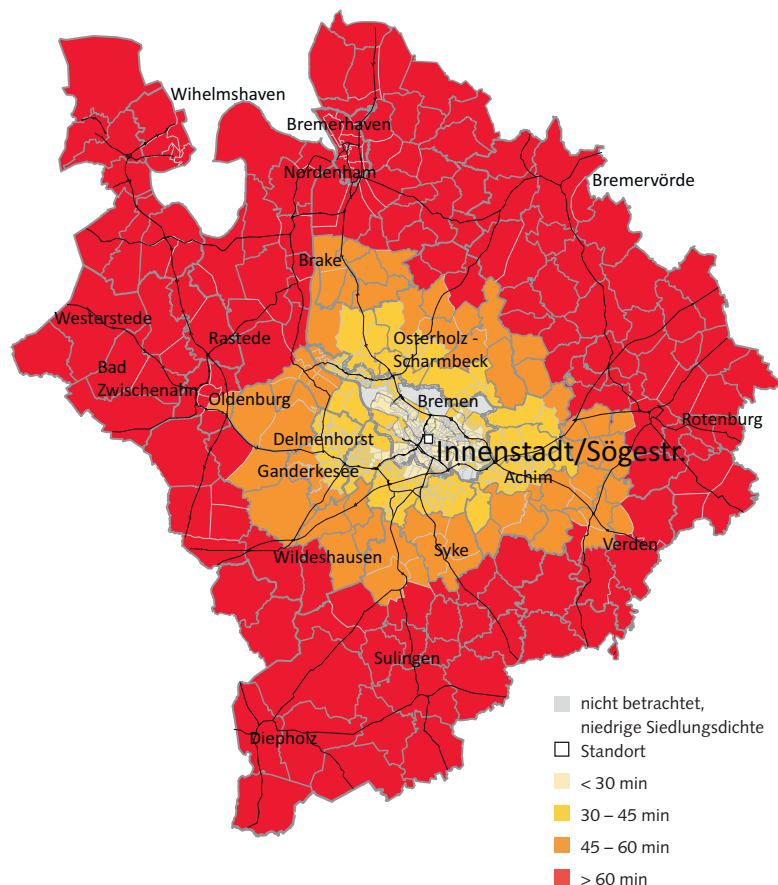 Wihelmshaven
Bremerhaven
Nordenham
Bremervörde
Brake
Westerstede
Rastede
Osterholz -
Scharmbeck
Bad
Zwischenahn
Oldenburg
Bremen
Rotenburg
Delmenhorst
Innenstadt/Sögestr.
Ganderkesee
Achim
Verden
Wildeshausen
Syke
Sulingen
Diepholz
nicht betrachtet,
niedrige Siedlungsdichte
Standort
< 30 min
30 – 45 min
45 – 60 min
> 60 min